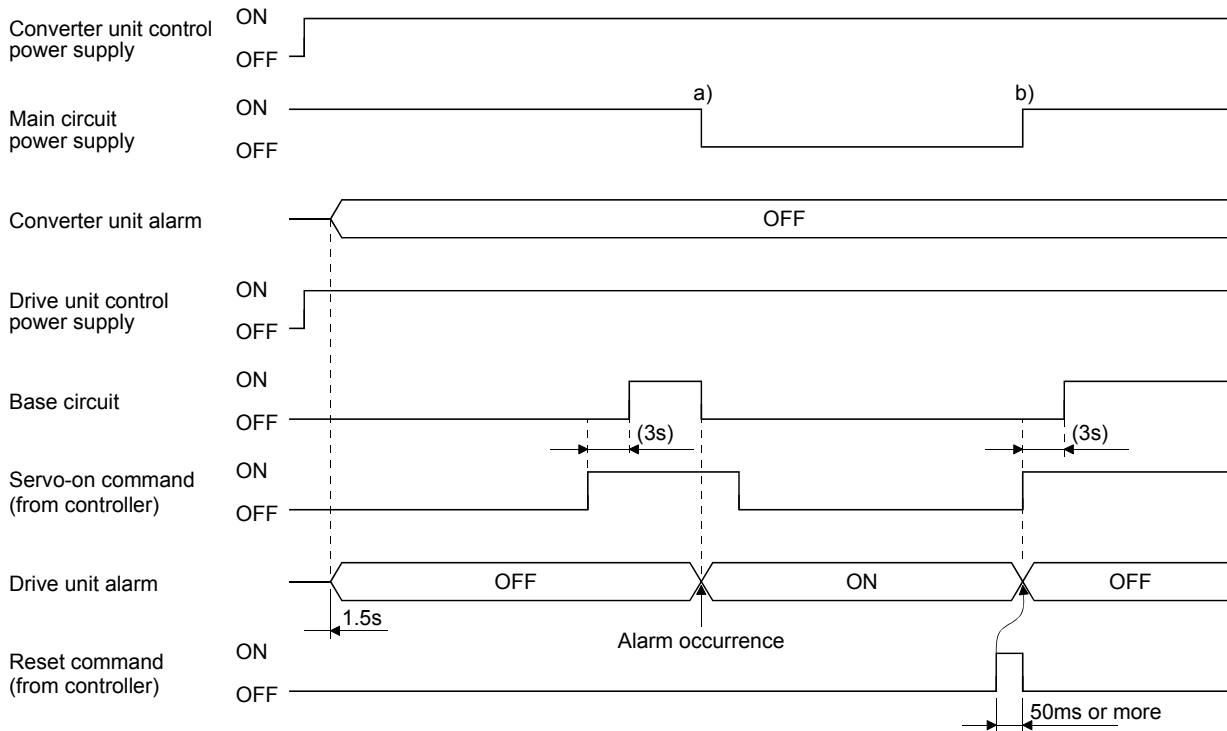 Converter unit control
power supply
ON
OFF
Main circuit
power supply
ON
OFF
a)
b)
Converter unit alarm
OFF
Drive unit control
power supply
ON
OFF
Base circuit
ON
OFF
(3s)
(3s)
Servo-on command
(from controller)
ON
OFF
Drive unit alarm
OFF
ON
OFF
1.5s
Alarm occurrence
Reset command
(from controller)
ON
OFF
50ms or more